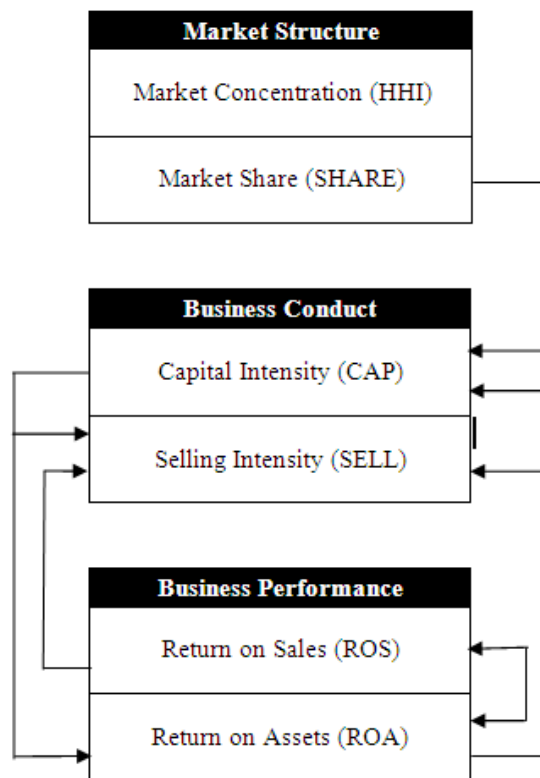 Market Structure
Market Concentration (HHI)
Market Share (SHARE)
Business Conduct
Capital Intensity (CAP)
Selling Intensity (SELL)
Business Performance
Return on Sales (ROS)
Return on Assets (ROA)